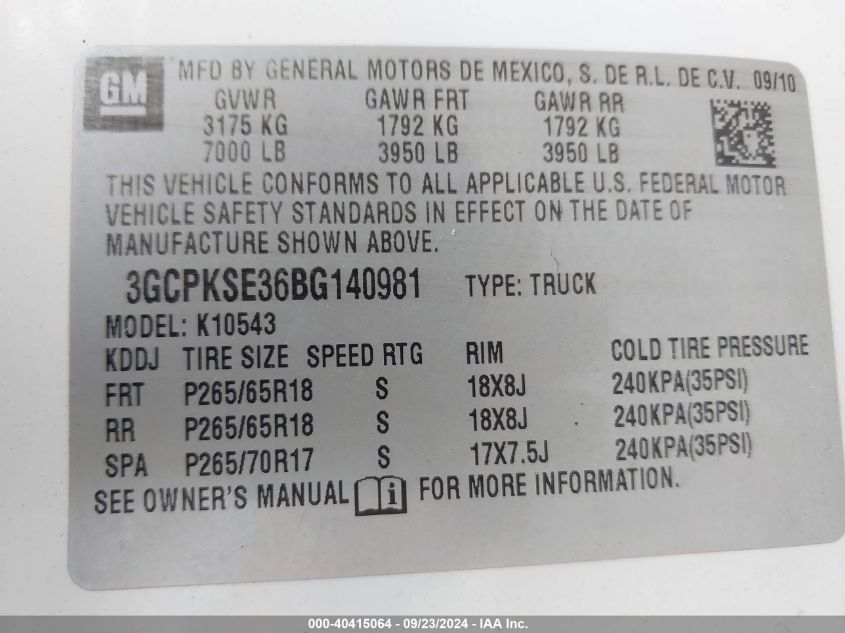 GM MFD BY GENERAL MOTORS DE MEXICO, S. DE R.L. DE C.V. 09/10
GVWR GAWR FRT GAWR RR
3175 KG 1792 KG 1792 KG
7000 LB 3950 LB 3950 LB
THIS VEHICLE CONFORMS TO ALL APPLICABLE U.S. FEDERAL MOTOR
VEHICLE SAFETY STANDARDS IN EFFECT ON THE DATE OF
MANUFACTURE SHOWN ABOVE.
3GCPKSE36BG140981 TYPE: TRUCK
MODEL: K10543
KDDJ TIRE SIZE SPEED RTG RIM COLD TIRE PRESSURE
FRT P265/65R18 S 18X8J 240KPA(35PSI)
RR P265/65R18 S 18X8J 240KPA(35PSI)
SPA P265/70R17 S 17X7.5J 240KPA(35PSI)
SEE OWNER'S MANUAL i FOR MORE INFORMATION.
000-40415064 - 09/23/2024 - IAA Inc.